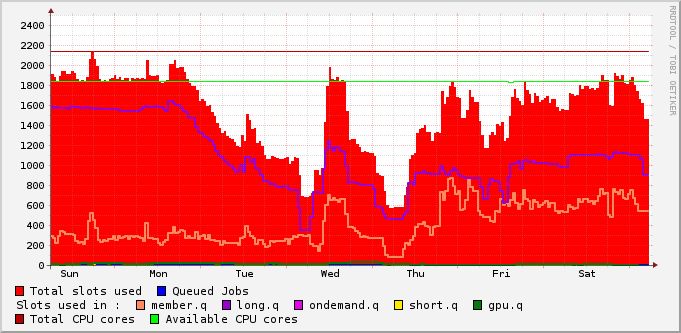 RRDTOOL / TOBI OETIKER
2400
2200
2000
1800
1600
1400
1200
1000
800
600
400
200
0
Sun Mon Tue Wed Thu Fri Sat
Total slots used Queued Jobs
Slots used in : member.q long.q ondemand.q short.q gpu.q
Total CPU cores Available CPU cores